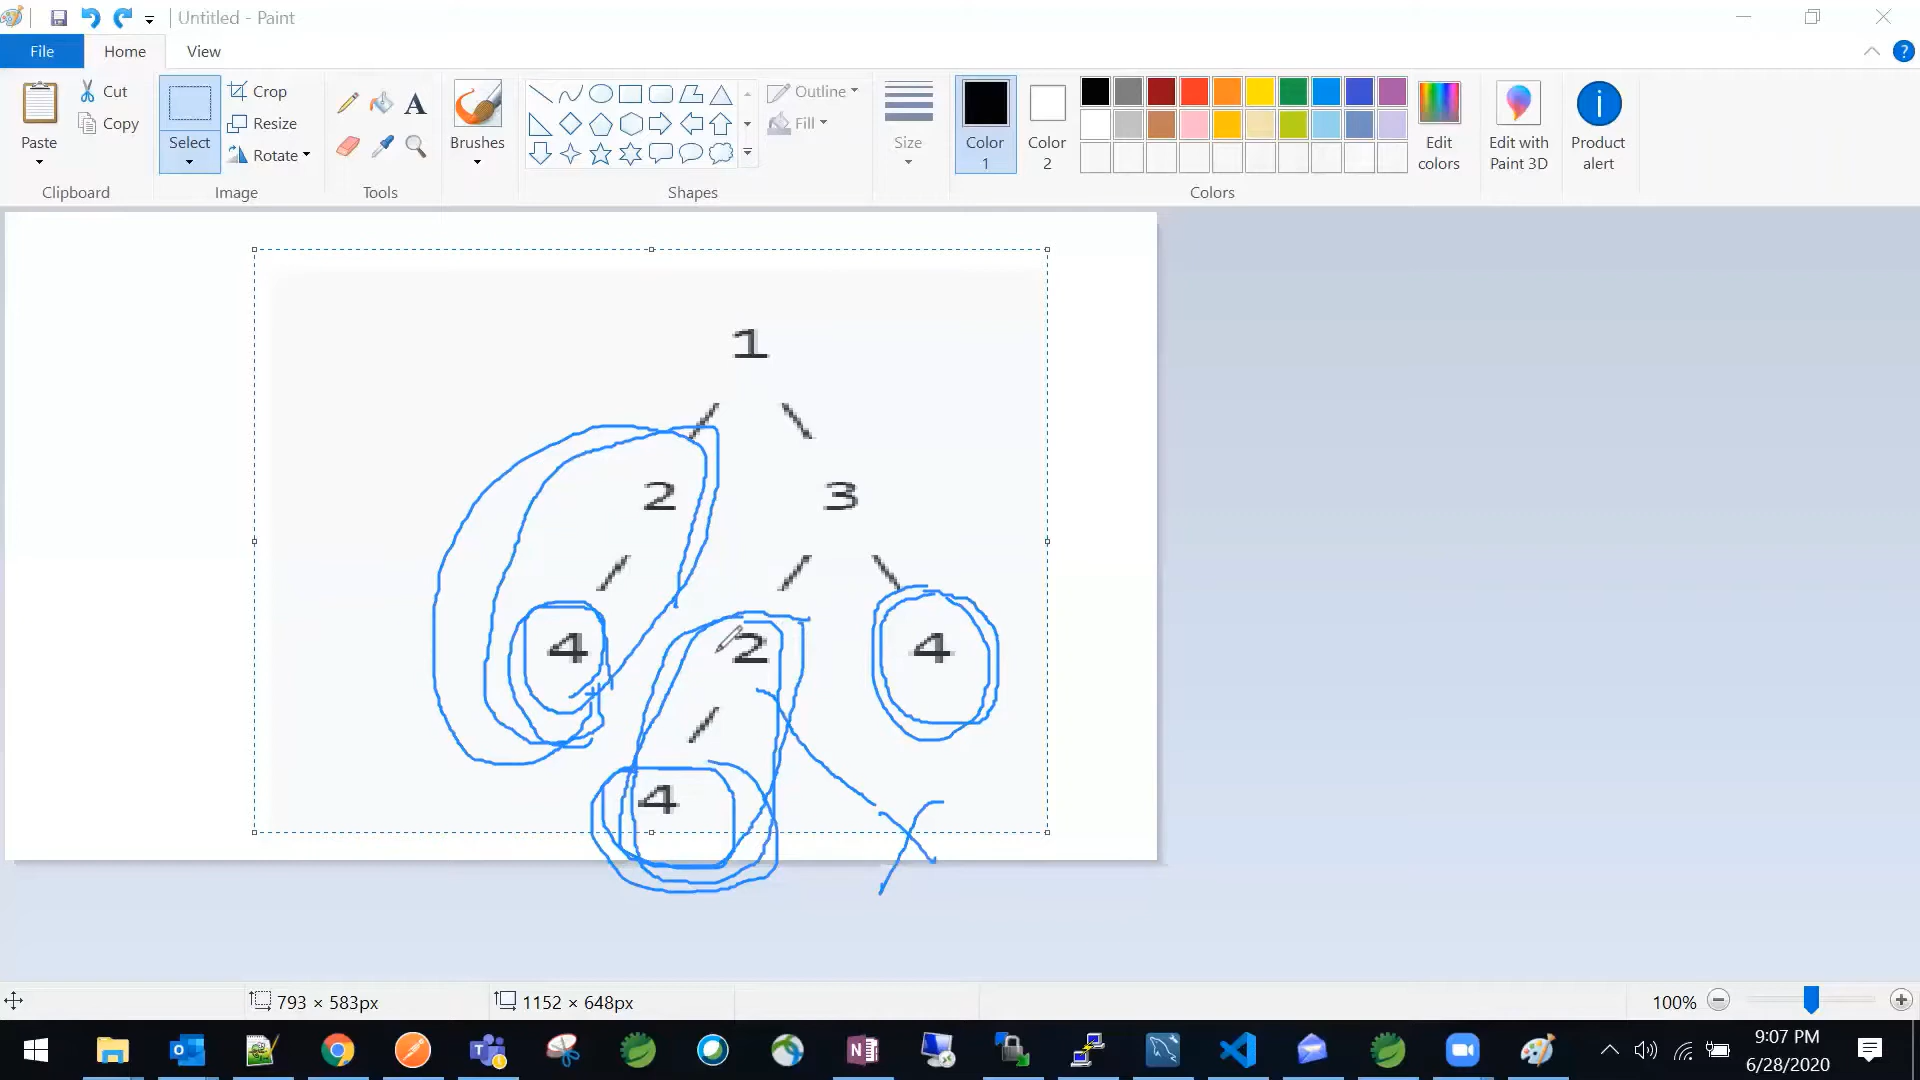 Untitled - Paint
File Home View
Paste Cut Copy
Clipboard
Select Crop Resize Rotate
Image
Tools
Brushes
Shapes
Outline
Fill
Size
Color 1
Color 2
Edit colors
Colors
Edit with Paint 3D
Product alert
1
2 3
4 2 4
4
793 × 583px
1152 × 648px
100%
9:07 PM
6/28/2020